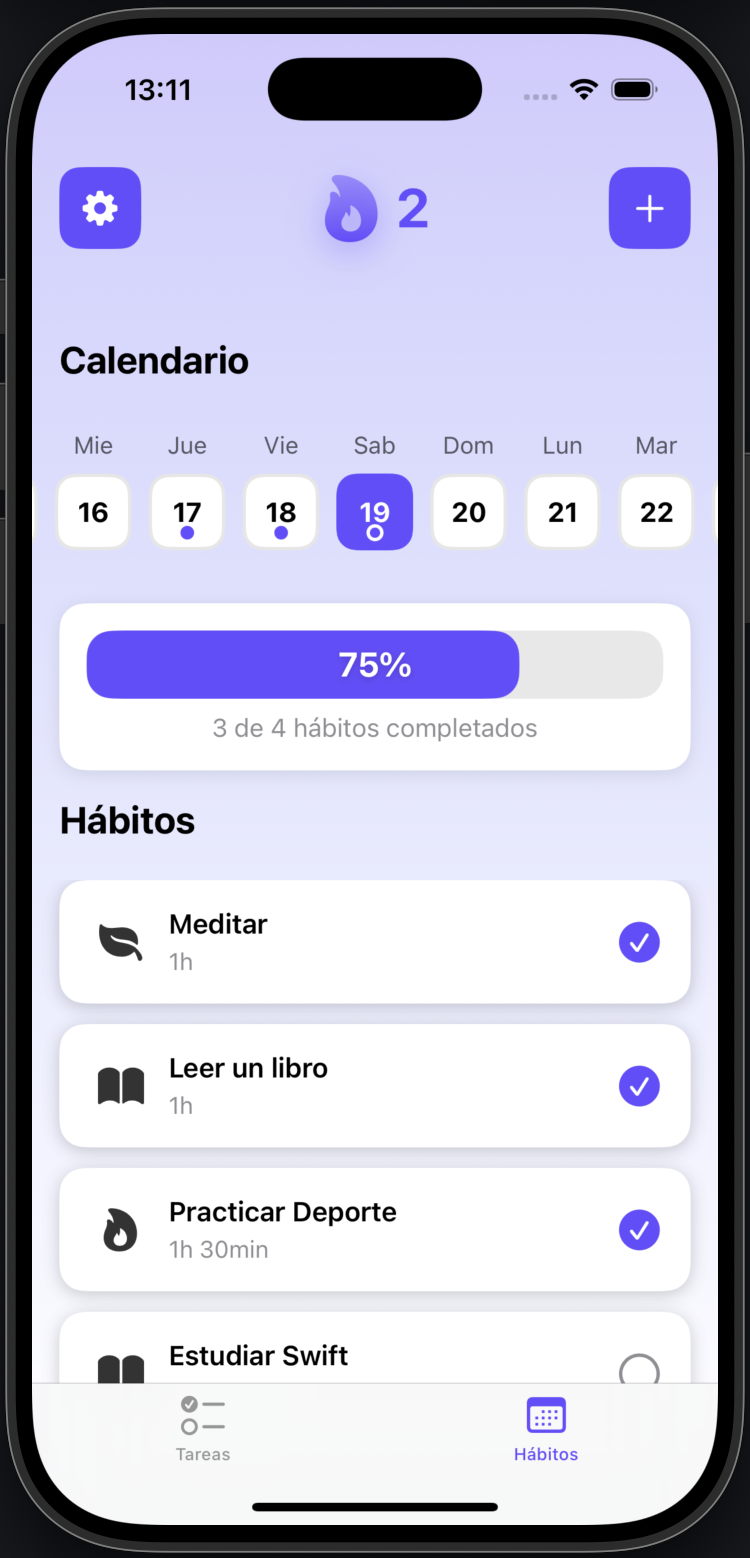 13:11
2
Calendario
Mie Jue Vie Sab Dom Lun Mar
16 17 18 19 20 21 22
75%
3 de 4 hábitos completados
Hábitos
Meditar
1h
Leer un libro
1h
Practicar Deporte
1h 30min
Estudiar Swift
Tareas Hábitos